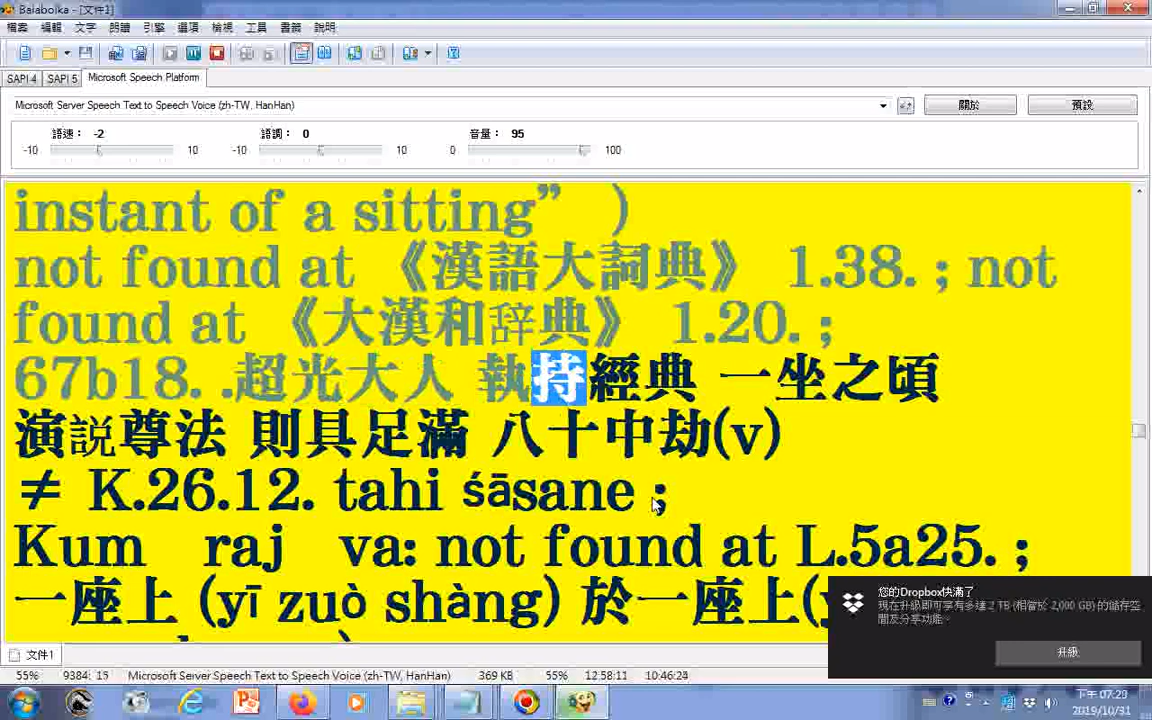 Balabolka - [文件1]
檔案 編輯 文字 朗讀 引擎 選項 檢視 工具 書籤 說明
SAPI 4 SAPI 5 Microsoft Speech Platform
Microsoft Server Speech Text to Speech Voice (zh-TW, HanHan) 關於 預設
語速： -2 語調： 0 音量： 95
-10 10 -10 10 0 100
instant of a sitting” )
not found at 《漢語大詞典》 1.38. ; not
found at 《大漢和辞典》 1.20. ;
67b18. .超光大人 執持經典 一坐之頃
演説尊法 則具足滿 八十中劫(v)
≠ K.26.12. tahi śāsane ;
Kum raj va: not found at L.5a25. ;
一座上 (yī zuò shàng) 於一座上(
您的Dropbox快滿了
現在升級即可享有多達 2 TB (相當於 2,000 GB) 的儲存空
間及分享功能。
升級
文件1
55% 9384: 15 Microsoft Server Speech Text to Speech Voice (zh-TW, HanHan) 369 KB 55% 12:58:11 10:46:24
下午 07:29
2019/10/31